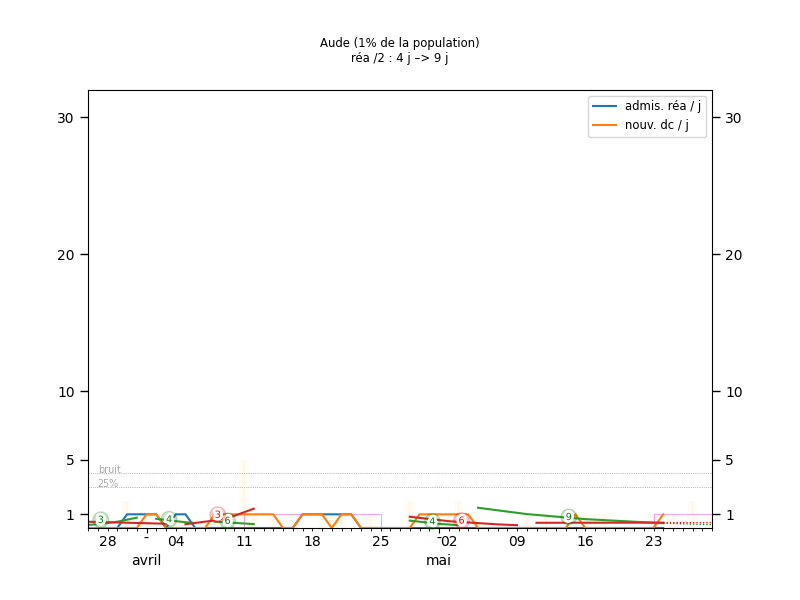 Aude (1% de la population)
réa /2 : 4 j –> 9 j
admis. réa / j
nouv. dc / j
30 30
20 20
10 10
5 5
1 1
bruit
25%
3 4 3 6 4 6 9
28 - 04 11 18 25 - 02 09 16 23
avril mai